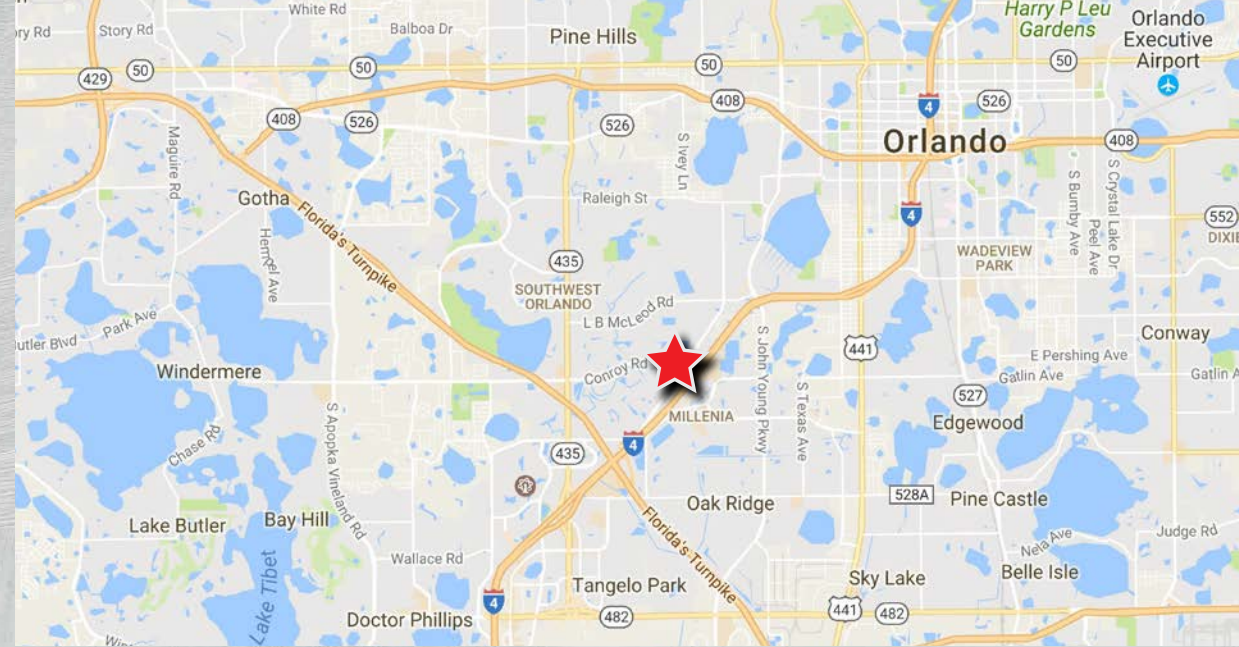 White Rd
Harry P Leu
Gardens
Orlando
Executive
Airport
ory Rd
Story Rd
Balboa Dr
Pine Hills
50
50
50
50
429
408
408
526
526
526
4
Orlando
408
Maguire Rd
S Ivey Ln
S Bumby Ave
Peel Ave
S Crystal Lake Dr
Gotha
Florida's Turnpike
Raleigh St
4
552
DIXIE
Hempel Ave
435
WADEVIEW
PARK
SOUTHWEST
ORLANDO
L B McLeod Rd
Park Ave
utler Blvd
S John Young Pkwy
441
Conway
Windermere
Conroy Rd
E Pershing Ave
Gatlin Ave
Gatlin A
S Texas Ave
527
S Apopka Vineland Rd
MILLENIA
Edgewood
Chase Rd
4
435
Oak Ridge
528A
Pine Castle
Lake Butler
Bay Hill
Florida's Turnpike
Judge Rd
Nela Ave
Wallace Rd
Belle Isle
Lake Tibet
Tangelo Park
Sky Lake
4
441
482
482
Doctor Phillips